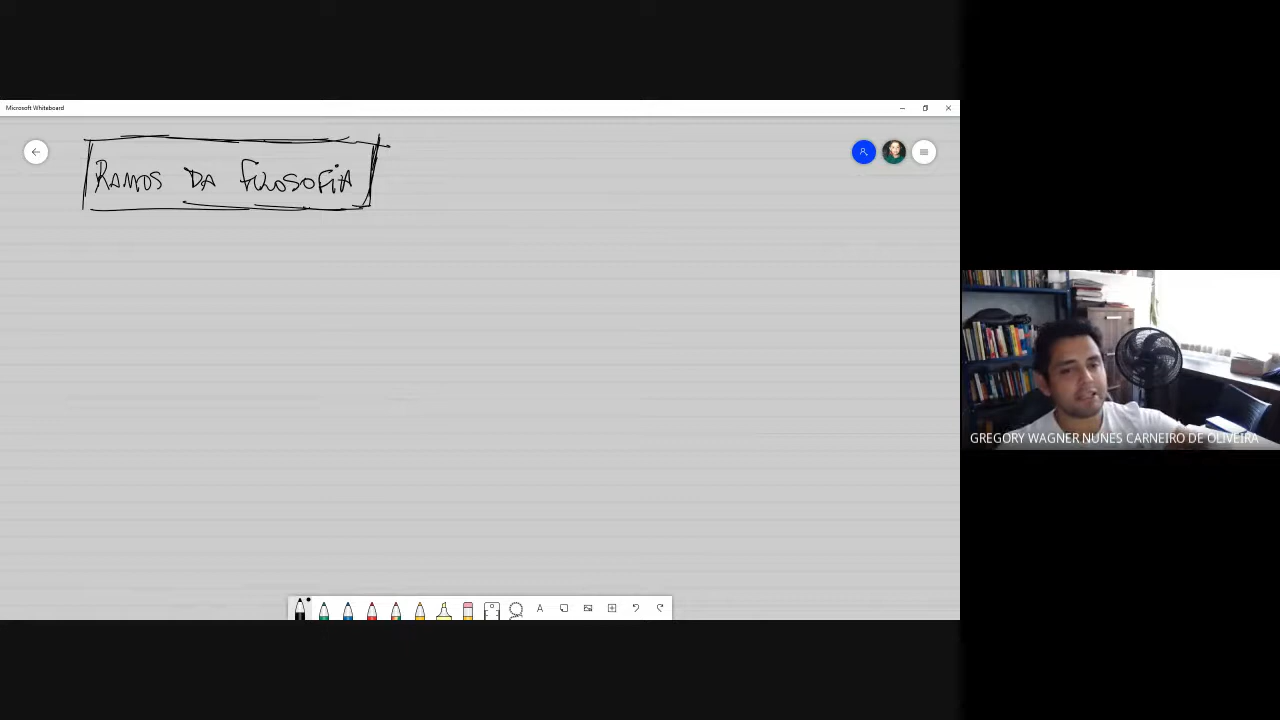 Microsoft Whiteboard
RAMOS DA FILOSOFIA
GREGORY WAGNER NUNES CARNEIRO DE OLIVEIRA